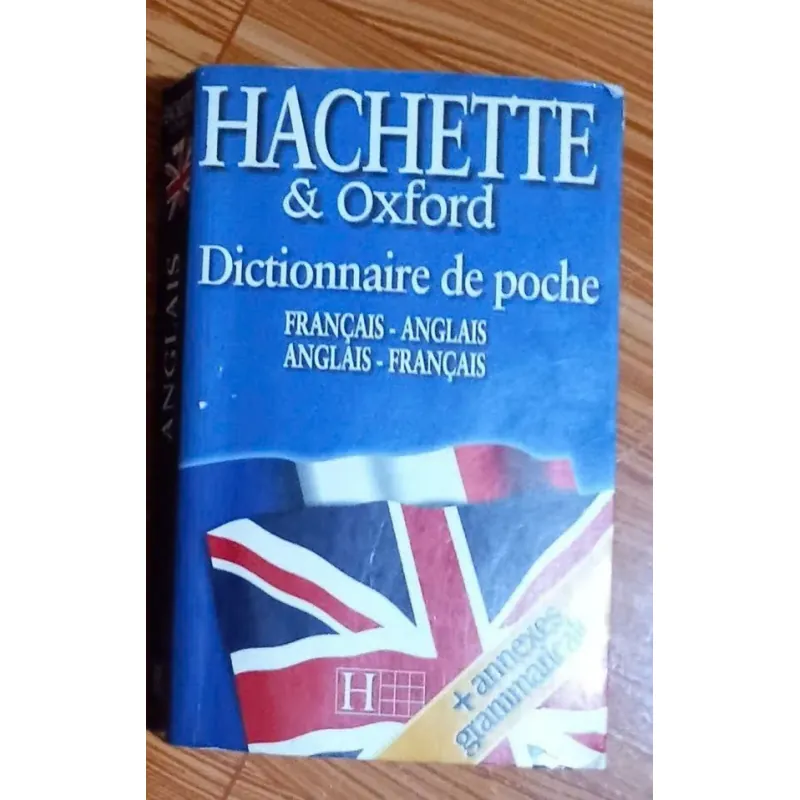 HACHETTE
& Oxford
Dictionnaire de poche
FRANÇAIS - ANGLAIS
ANGLAIS - FRANÇAIS
H
+ annexes
grammaticales
ANGLAIS